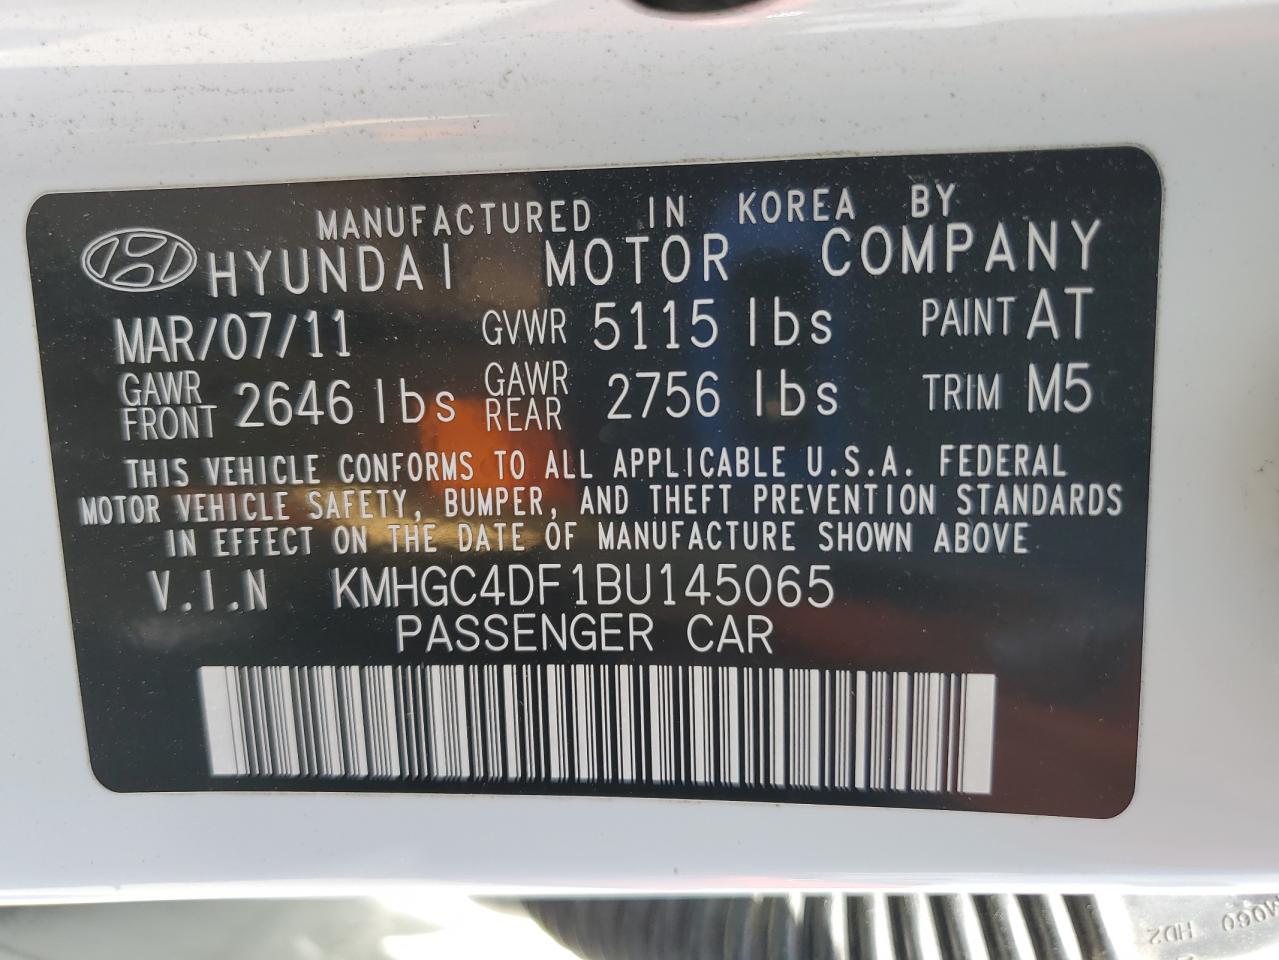 MANUFACTURED IN KOREA BY
HYUNDAI MOTOR COMPANY
MAR/07/11 GVWR 5115 lbs PAINT AT
GAWR FRONT 2646 lbs GAWR REAR 2756 lbs TRIM M5
THIS VEHICLE CONFORMS TO ALL APPLICABLE U.S.A. FEDERAL
MOTOR VEHICLE SAFETY, BUMPER, AND THEFT PREVENTION STANDARDS
IN EFFECT ON THE DATE OF MANUFACTURE SHOWN ABOVE
V.I.N KMHGC4DF1BU145065
PASSENGER CAR